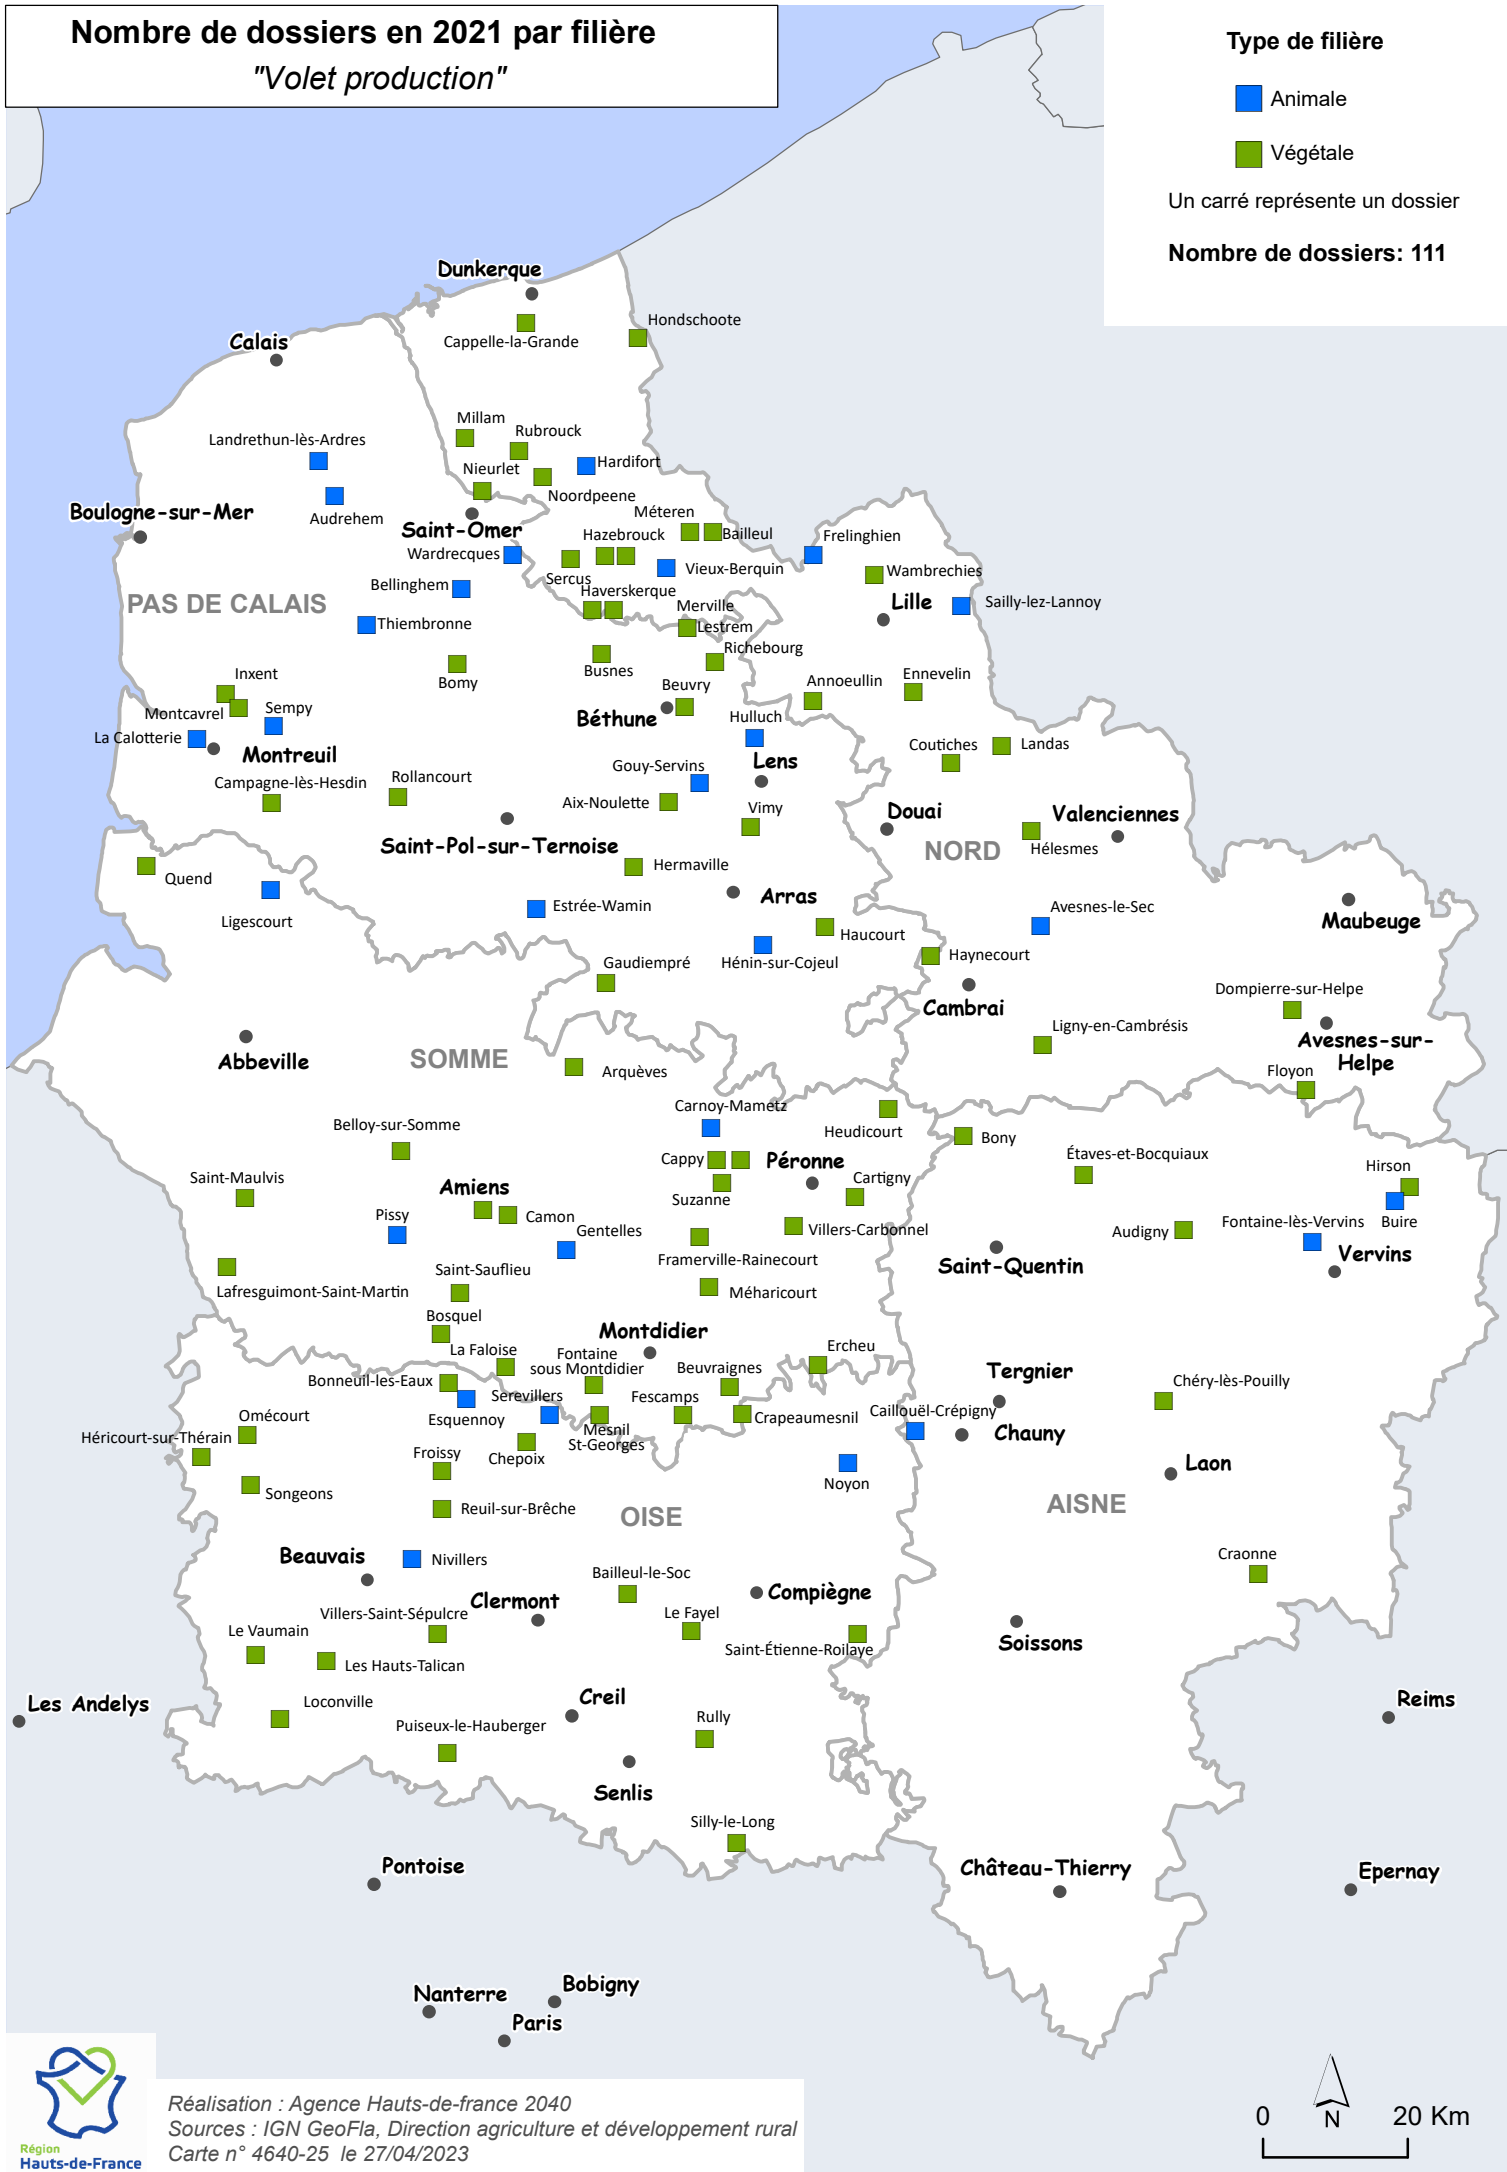 Nombre de dossiers en 2021 par filière
"Volet production"
Type de filière
Animale
Végétale
Un carré représente un dossier
Nombre de dossiers: 111
Dunkerque
Cappelle-la-Grande
Hondschoote
Calais
Millam
Rubrouck
Landrethun-lès-Ardres
Nieurlet
Hardifort
Noordpeene
Audrehem
Boulogne-sur-Mer
Saint-Omer
Méteren
Bailleul
Hazebrouck
Frelinghien
Wardrecques
Sercus
Vieux-Berquin
Wambrechies
Bellinghem
Haverskerque
PAS DE CALAIS
Merville
Lille
Sailly-lez-Lannoy
Thiembronne
Lestrem
Richebourg
Busnes
Bomy
Inxent
Beuvry
Annoeullin
Ennevelin
Montcavrel
Sempy
Béthune
Hulluch
La Calotterie
Montreuil
Coutiches
Landas
Gouy-Servins
Lens
Campagne-lès-Hesdin
Rollancourt
Aix-Noulette
Vimy
Douai
Valenciennes
Saint-Pol-sur-Ternoise
NORD
Hélesmes
Hermaville
Quend
Arras
Ligescourt
Estrée-Wamin
Avesnes-le-Sec
Maubeuge
Haucourt
Haynecourt
Gaudiempré
Hénin-sur-Cojeul
Dompierre-sur-Helpe
Cambrai
Ligny-en-Cambrésis
Avesnes-sur-
Helpe
Abbeville
SOMME
Arquèves
Floyon
Carnoy-Mametz
Belloy-sur-Somme
Heudicourt
Bony
Cappy
Péronne
Étaves-et-Bocquiaux
Hirson
Saint-Maulvis
Amiens
Suzanne
Cartigny
Pissy
Camon
Gentelles
Villers-Carbonnel
Audigny
Fontaine-lès-Vervins
Buire
Framerville-Rainecourt
Saint-Quentin
Vervins
Saint-Sauflieu
Lafresguimont-Saint-Martin
Méharicourt
Bosquel
Montdidier
La Faloise
Fontaine
sous Montdidier
Beuvraignes
Ercheu
Tergnier
Bonneuil-les-Eaux
Serevillers
Fescamps
Chéry-lès-Pouilly
Esquennoy
Caillouël-Crépigny
Omécourt
Mesnil
St-Georges
Crapeaumesnil
Chauny
Héricourt-sur-Thérain
Froissy
Chepoix
Laon
Noyon
Songeons
Reuil-sur-Brêche
OISE
AISNE
Beauvais
Nivillers
Craonne
Bailleul-le-Soc
Clermont
Compiègne
Villers-Saint-Sépulcre
Le Fayel
Le Vaumain
Saint-Étienne-Roilaye
Soissons
Les Hauts-Talican
Les Andelys
Loconville
Creil
Reims
Puiseux-le-Hauberger
Rully
Senlis
Silly-le-Long
Pontoise
Château-Thierry
Epernay
Nanterre
Bobigny
Paris
Région
Hauts-de-France
Réalisation : Agence Hauts-de-france 2040
Sources : IGN GeoFla, Direction agriculture et développement rural
Carte n° 4640-25 le 27/04/2023
N
0 20 Km